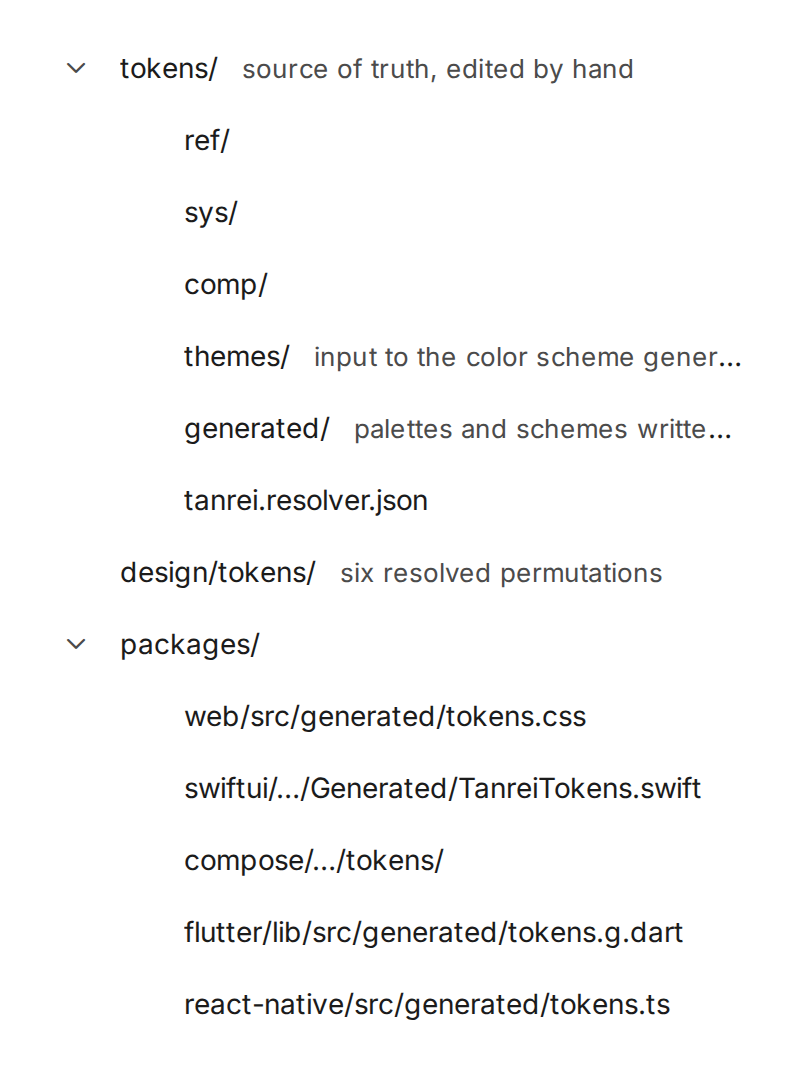 tokens/ source of truth, edited by hand
ref/
sys/
comp/
themes/ input to the color scheme gener...
generated/ palettes and schemes writte...
tanrei.resolver.json
design/tokens/ six resolved permutations
packages/
web/src/generated/tokens.css
swiftui/.../Generated/TanreiTokens.swift
compose/.../tokens/
flutter/lib/src/generated/tokens.g.dart
react-native/src/generated/tokens.ts